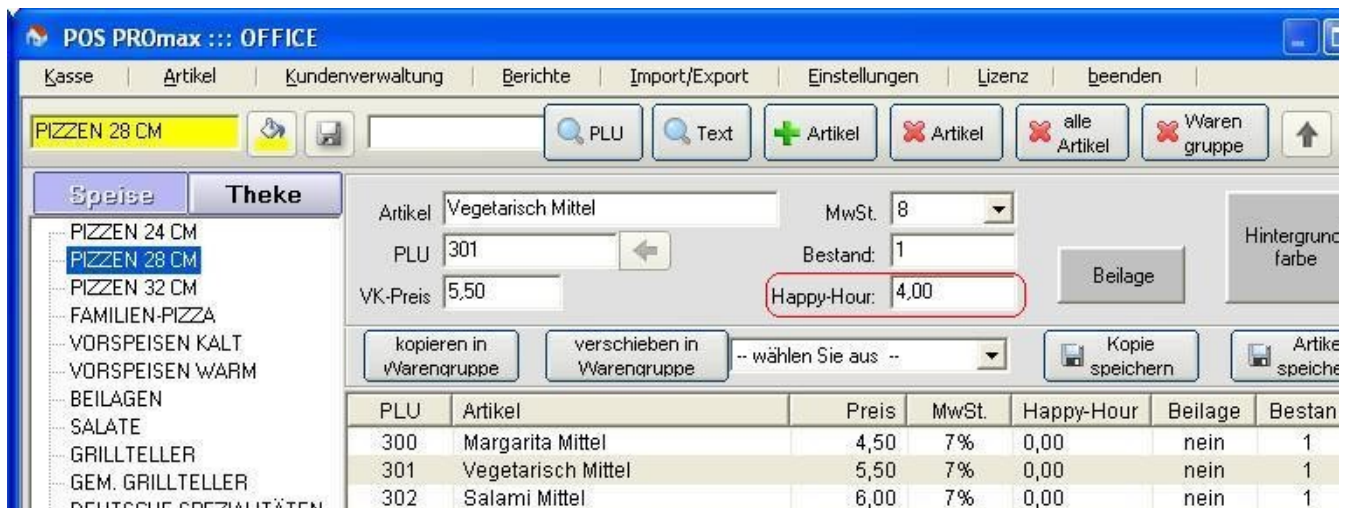 POS PROmax ::: OFFICE
Kasse | Artikel | Kundenverwaltung | Berichte | Import/Export | Einstellungen | Lizenz | beenden |
PIZZEN 28 CM PLU Text Artikel Artikel alle Artikel Waren gruppe
Speise Theke
Artikel Vegetarisch Mittel MwSt. 8
PLU 301 Bestand: 1
VK-Preis 5,50 Happy-Hour: 4,00
Beilage
Hintergrund farbe
PIZZEN 24 CM
PIZZEN 28 CM
PIZZEN 32 CM
FAMILIEN-PIZZA
VORSPEISEN KALT
VORSPEISEN WARM
BEILAGEN
SALATE
GRILLTELLER
GEM. GRILLTELLER
DEUTSCHE SPEZIALITÄTEN
kopieren in Warengruppe verschieben in Warengruppe -- wählen Sie aus -- Kopie speichern Artike speiche
PLU Artikel Preis MwSt. Happy-Hour Beilage Bestan
300 Margarita Mittel 4,50 7% 0,00 nein 1
301 Vegetarisch Mittel 5,50 7% 0,00 nein 1
302 Salami Mittel 6,00 7% 0,00 nein 1